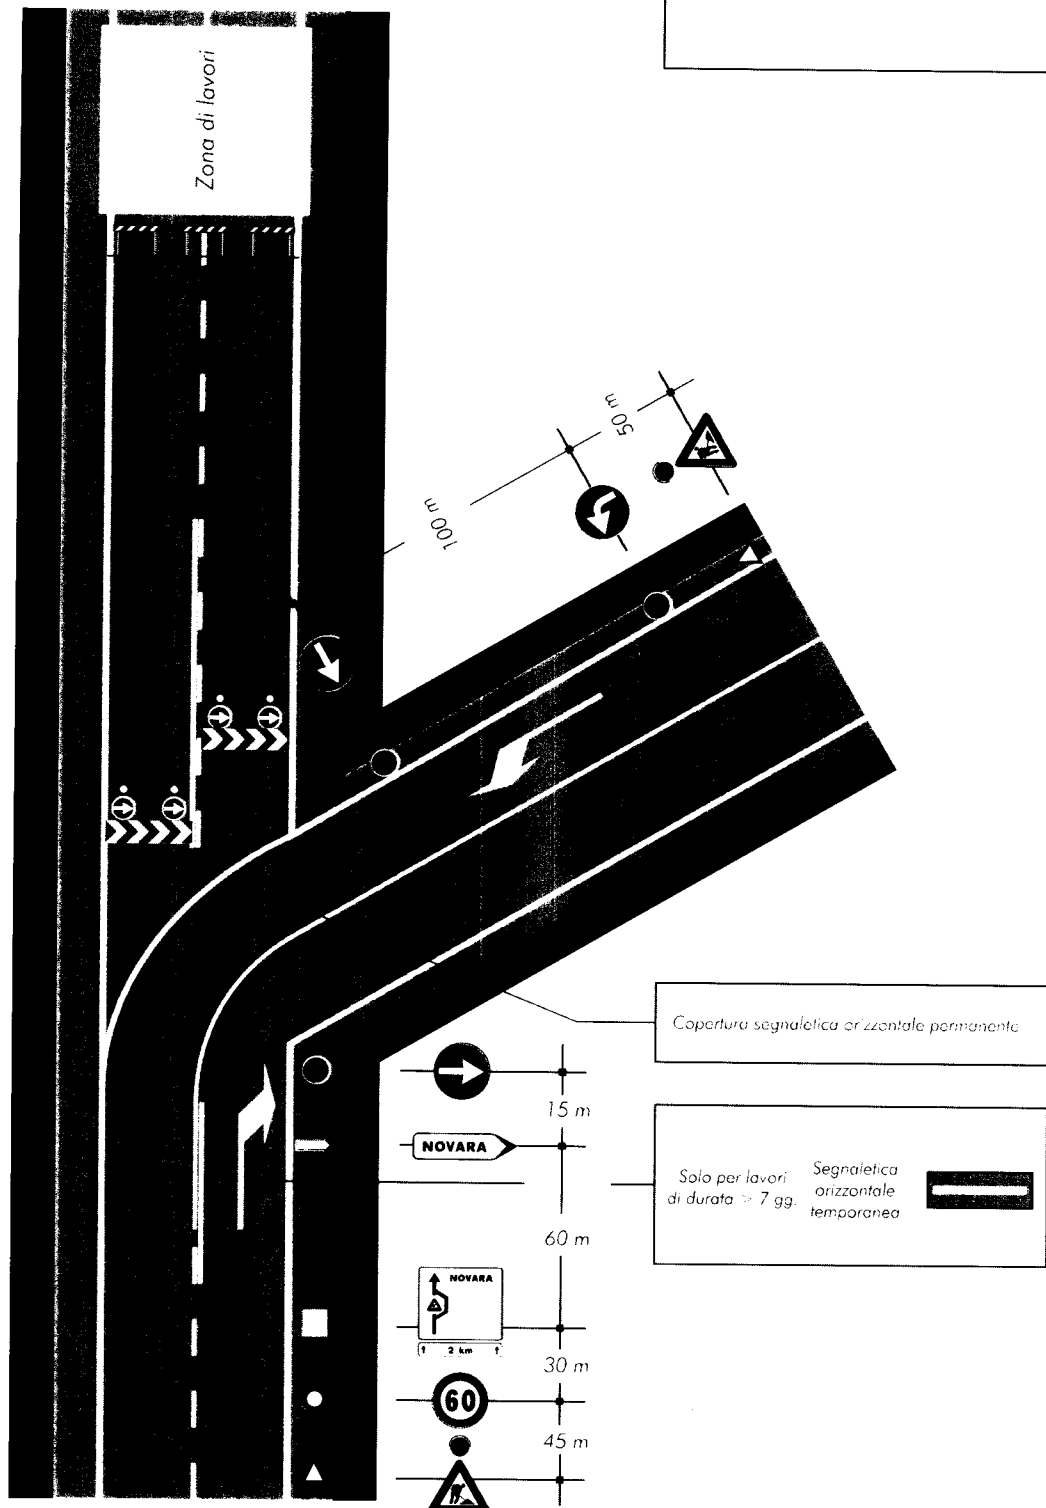 Zona di lavori
50 m
100 m
Copertura segnaletica orizzontale permanente
15 m
NOVARA
Solo per lavori
di durata > 7 gg.
Segnaletica
orizzontale
temporanea
60 m
NOVARA
2 km
30 m
60
45 m